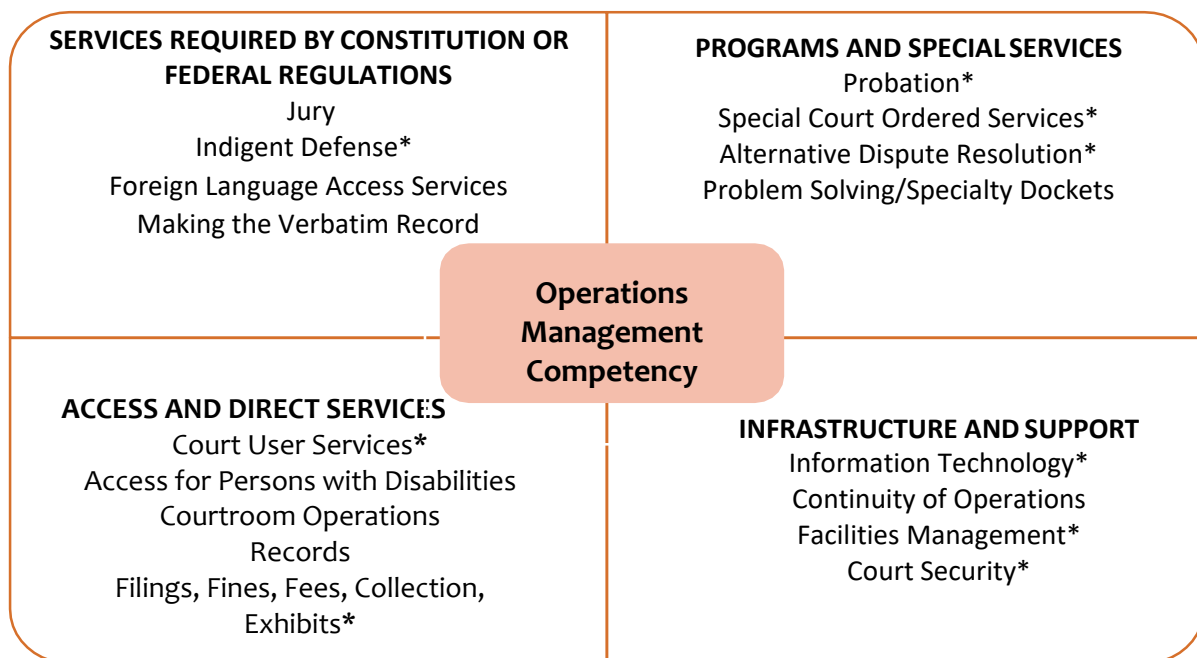 SERVICES REQUIRED BY CONSTITUTION OR
FEDERAL REGULATIONS
Jury
Indigent Defense*
Foreign Language Access Services
Making the Verbatim Record
PROGRAMS AND SPECIAL SERVICES
Probation*
Special Court Ordered Services*
Alternative Dispute Resolution*
Problem Solving/Specialty Dockets
Operations
Management
Competency
ACCESS AND DIRECT SERVICES
Court User Services*
Access for Persons with Disabilities
Courtroom Operations
Records
Filings, Fines, Fees, Collection,
Exhibits*
INFRASTRUCTURE AND SUPPORT
Information Technology*
Continuity of Operations
Facilities Management*
Court Security*